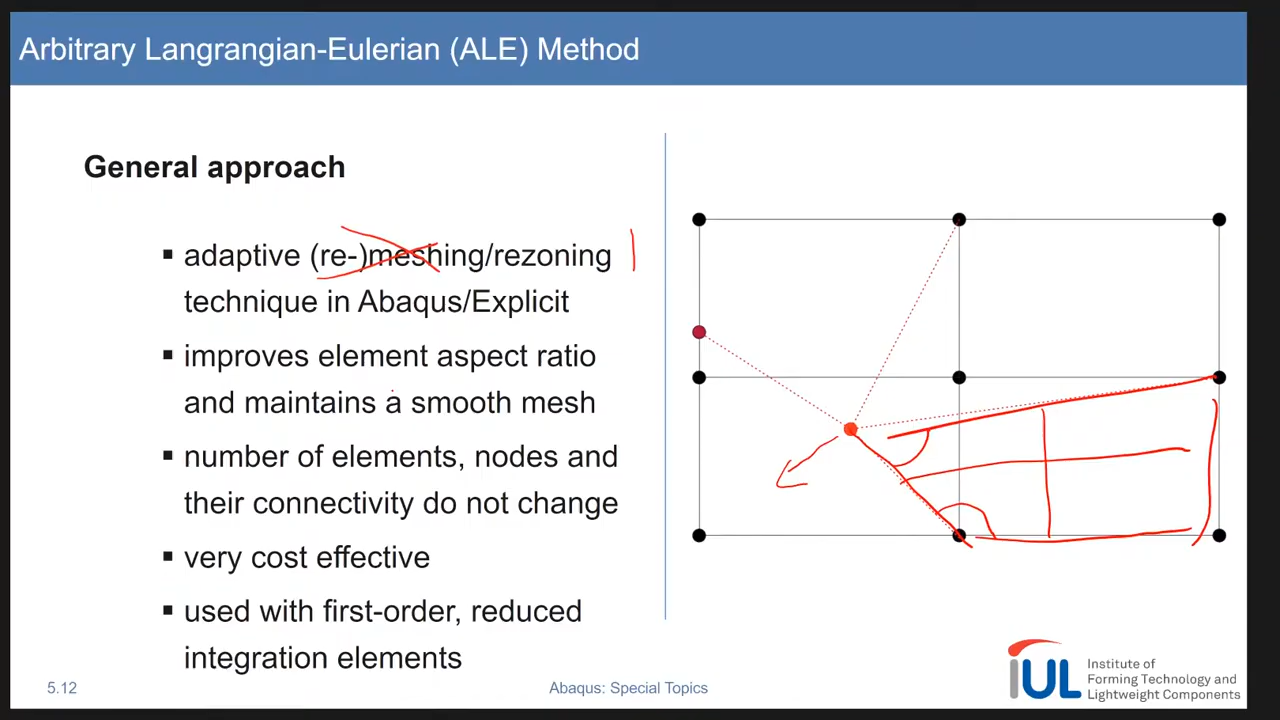 Arbitrary Langrangian-Eulerian (ALE) Method
General approach
▪ adaptive (re-)meshing/rezoning
technique in Abaqus/Explicit
▪ improves element aspect ratio
and maintains a smooth mesh
▪ number of elements, nodes and
their connectivity do not change
▪ very cost effective
▪ used with first-order, reduced
integration elements
5.12
Abaqus: Special Topics
IUL
Institute of
Forming Technology and
Lightweight Components